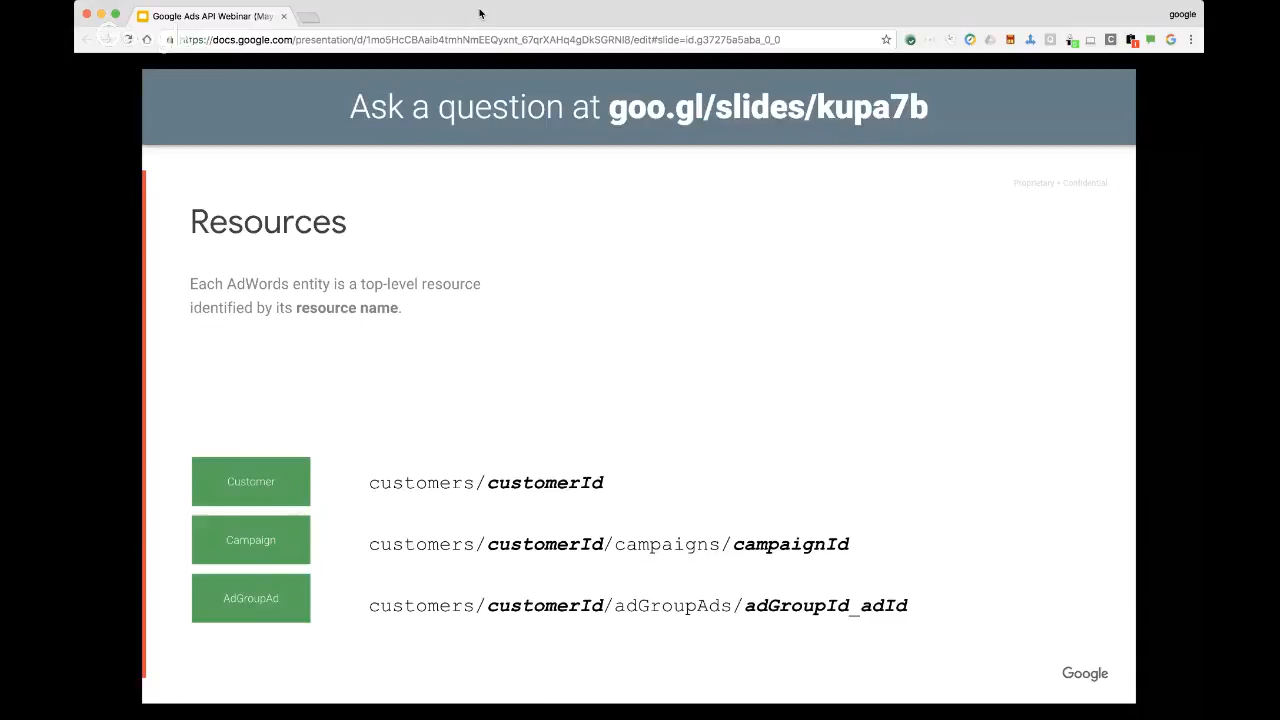 Google Ads API Webinar (May
google
https://docs.google.com/presentation/d/1mo5HcCBAaib4tmhNmEEQyxnt_67qrXAHq4gDkSGRNI8/edit#slide=id.g37275a5aba_0_0
Ask a question at goo.gl/slides/kupa7b
Proprietary + Confidential
Resources
Each AdWords entity is a top-level resource
identified by its resource name.
Customer customers/customerId
Campaign customers/customerId/campaigns/campaignId
AdGroupAd customers/customerId/adGroupAds/adGroupId_adId
Google